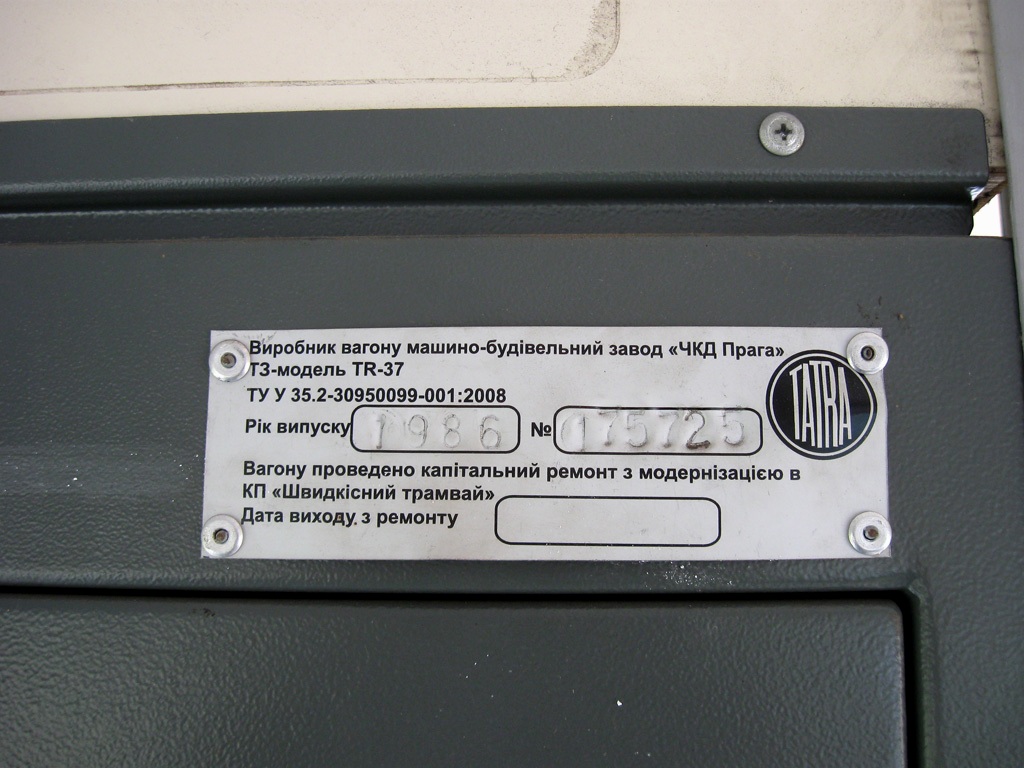 Виробник вагону машино-будівельний завод «ЧКД Прага»
ТЗ-модель TR-37
ТУ У 35.2-30950099-001:2008
Рік випуску 1986 № 175725
TATRA
Вагону проведено капітальний ремонт з модернізацією в
КП «Швидкісний трамвай»
Дата виходу з ремонту